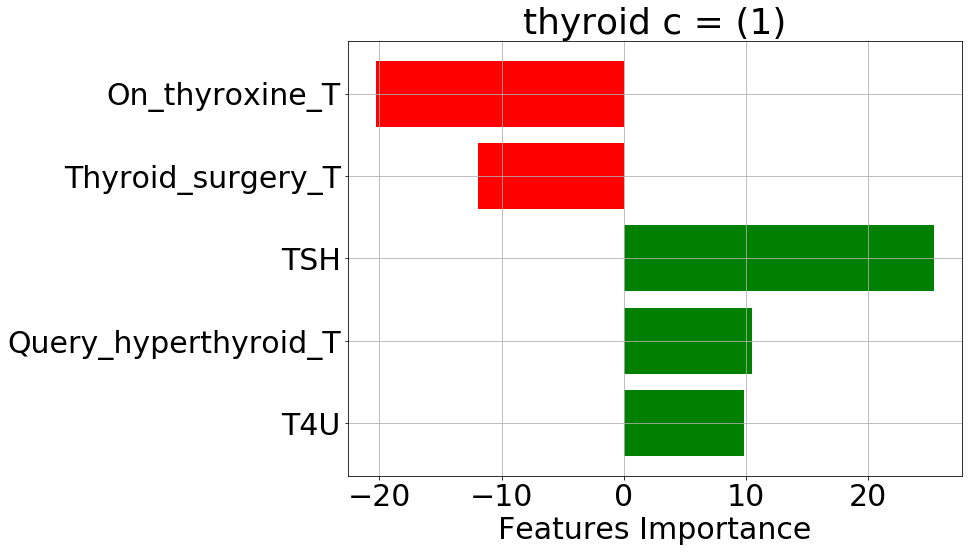 thyroid c = (1)
On_thyroxine_T
Thyroid_surgery_T
TSH
Query_hyperthyroid_T
T4U
−20 −10 0 10 20
Features Importance